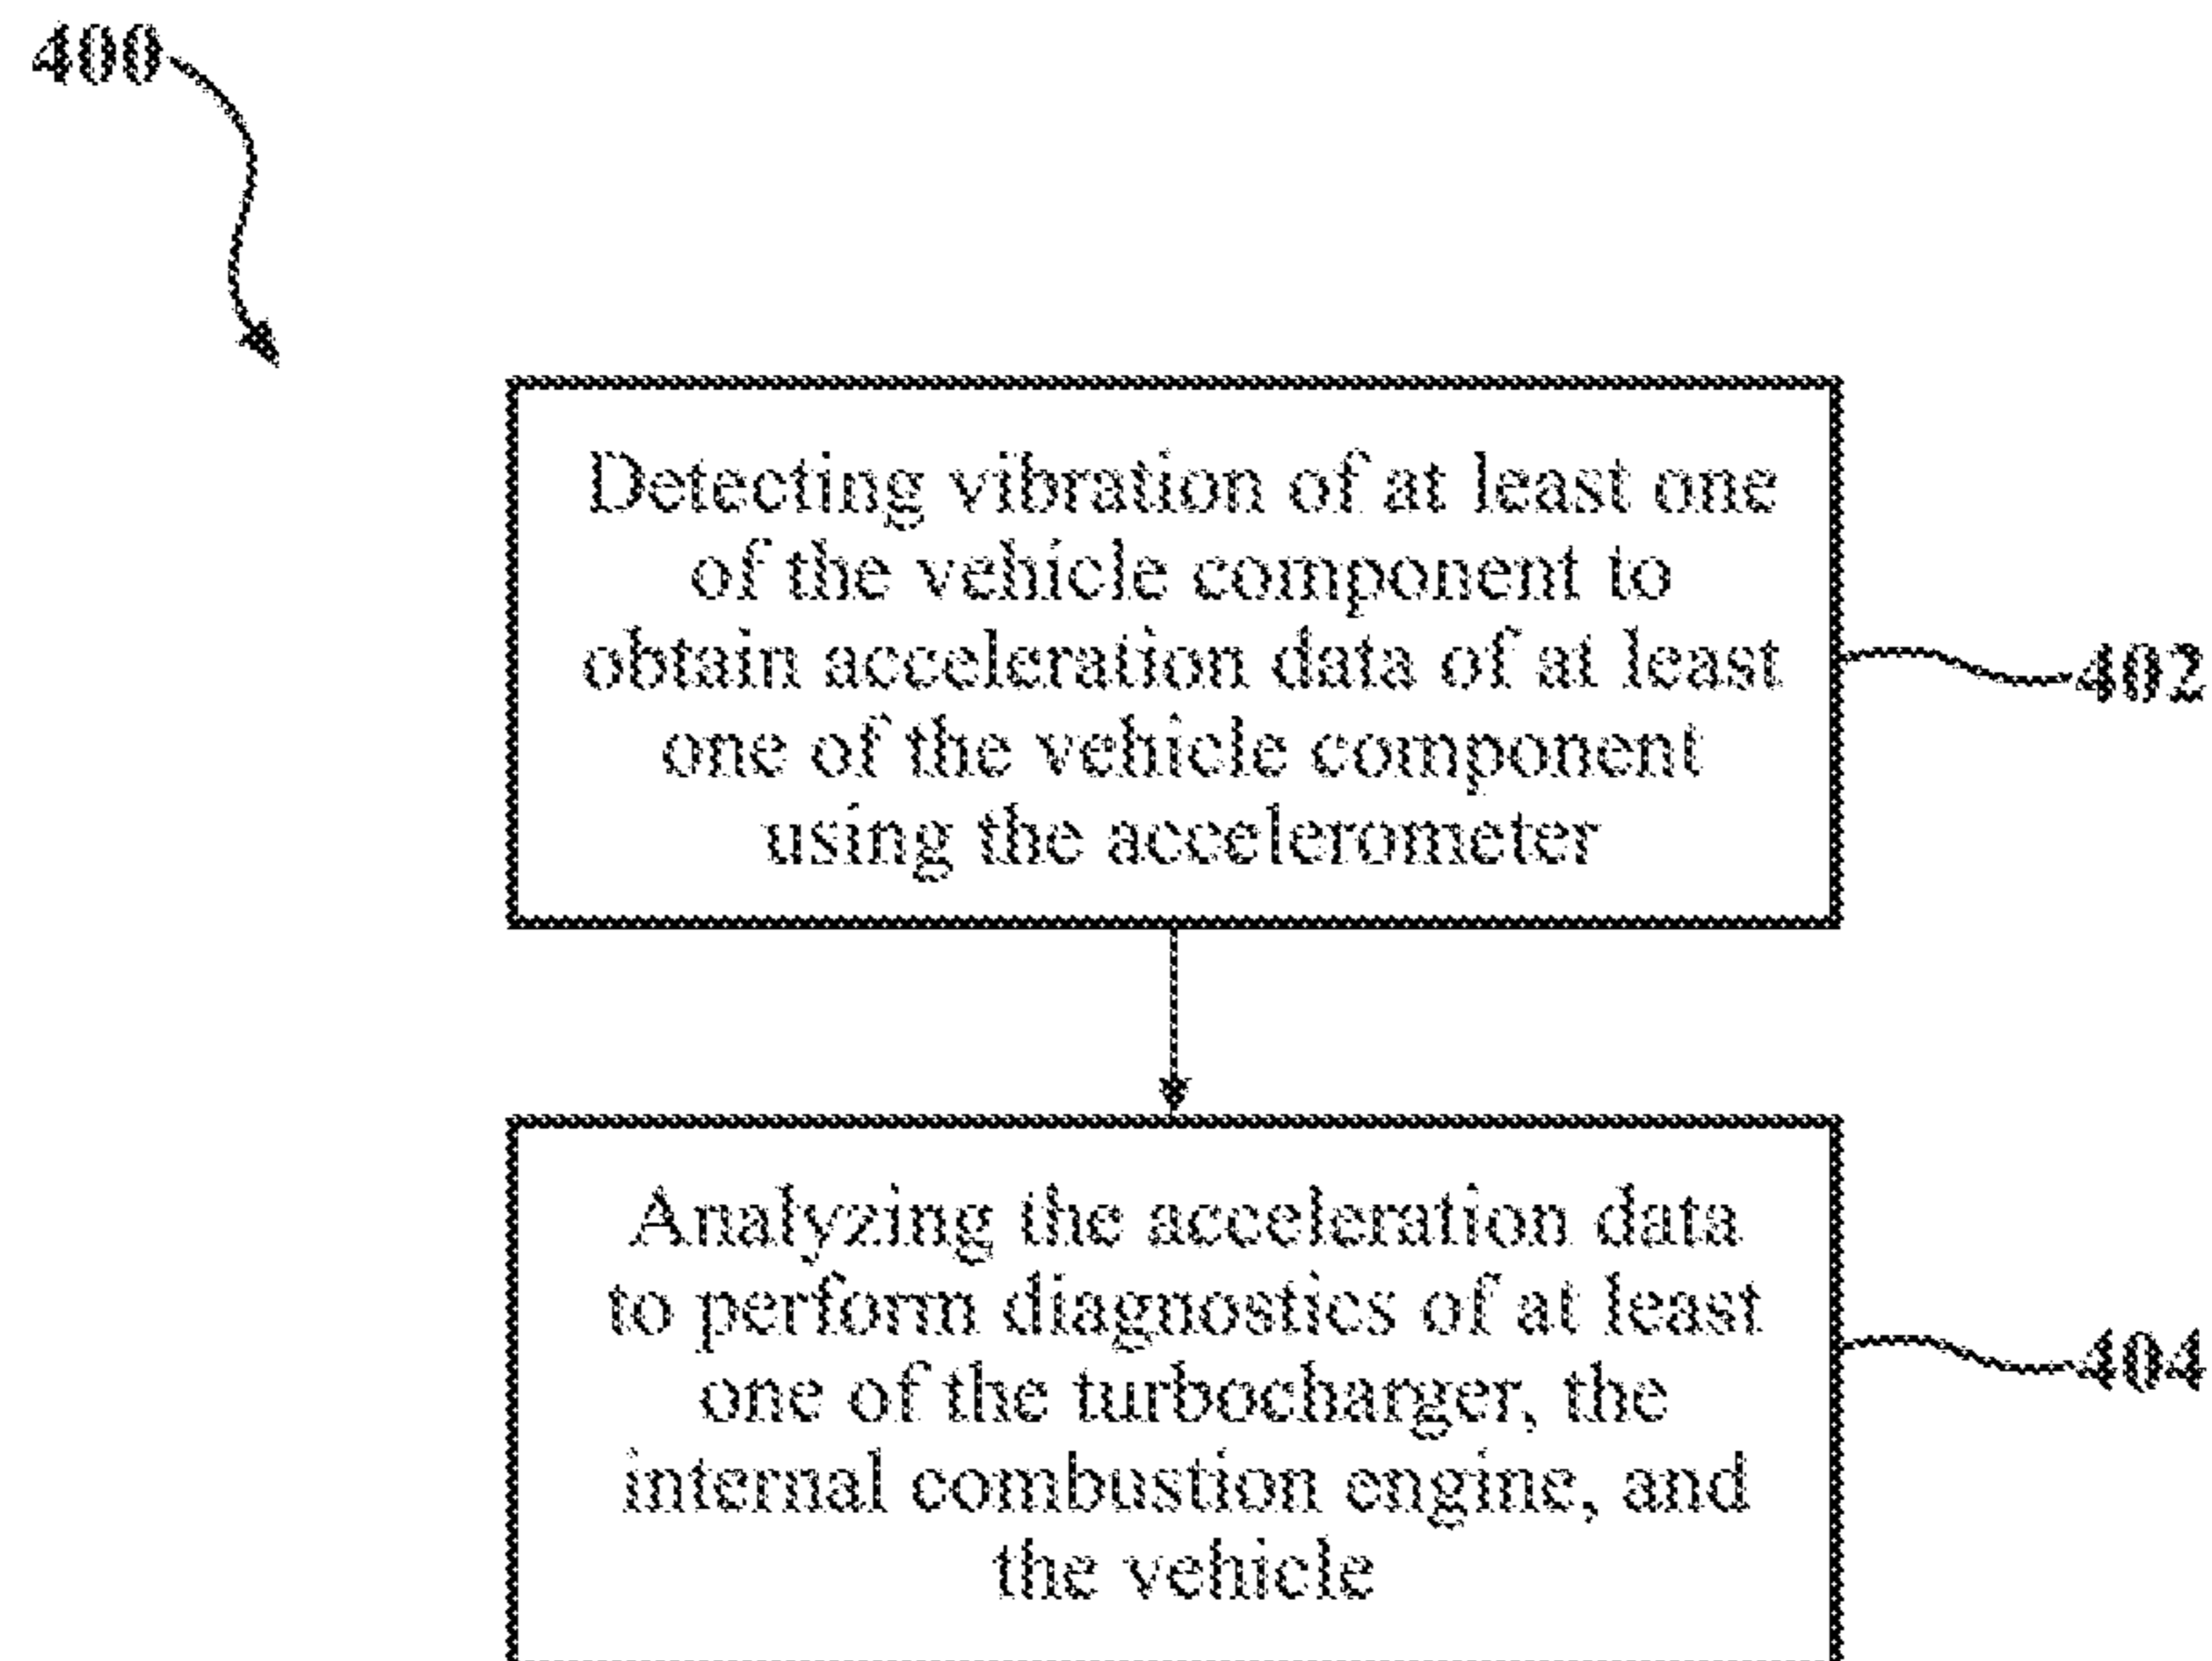 400
Detecting vibration of at least one
of the vehicle component to
obtain acceleration data of at least
one of the vehicle component
using the accelerometer
402
Analyzing the acceleration data
to perform diagnostics of at least
one of the turbocharger, the
internal combustion engine, and
the vehicle
404